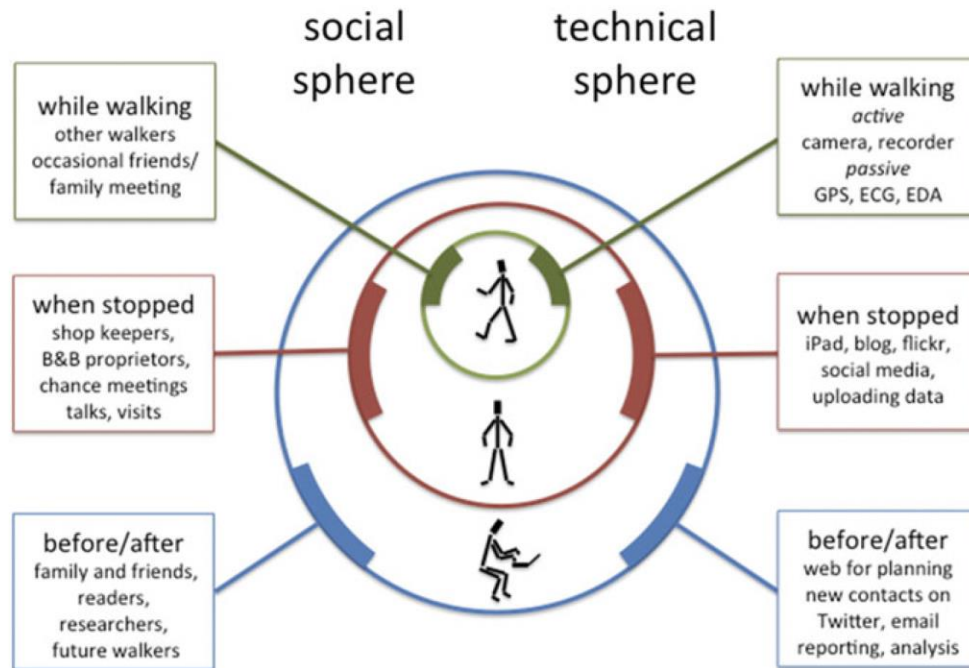 social
sphere
technical
sphere
while walking
other walkers
occasional friends/
family meeting
while walking
active
camera, recorder
passive
GPS, ECG, EDA
when stopped
shop keepers,
B&B proprietors,
chance meetings
talks, visits
when stopped
iPad, blog, flickr,
social media,
uploading data
before/after
family and friends,
readers,
researchers,
future walkers
before/after
web for planning
new contacts on
Twitter, email
reporting, analysis